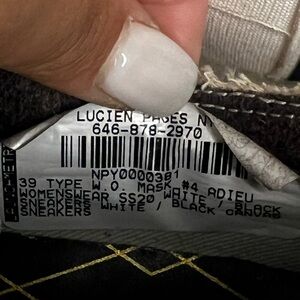 LUCIEN PAGES NY
646-878-2970
NPY0000381
39 TYPE W.O. MASK #4 ADIEU
WOMENSWEAR SS20 WHITE / BLACK
SNEAKERS WHITE / BLACK
SNEAKERS